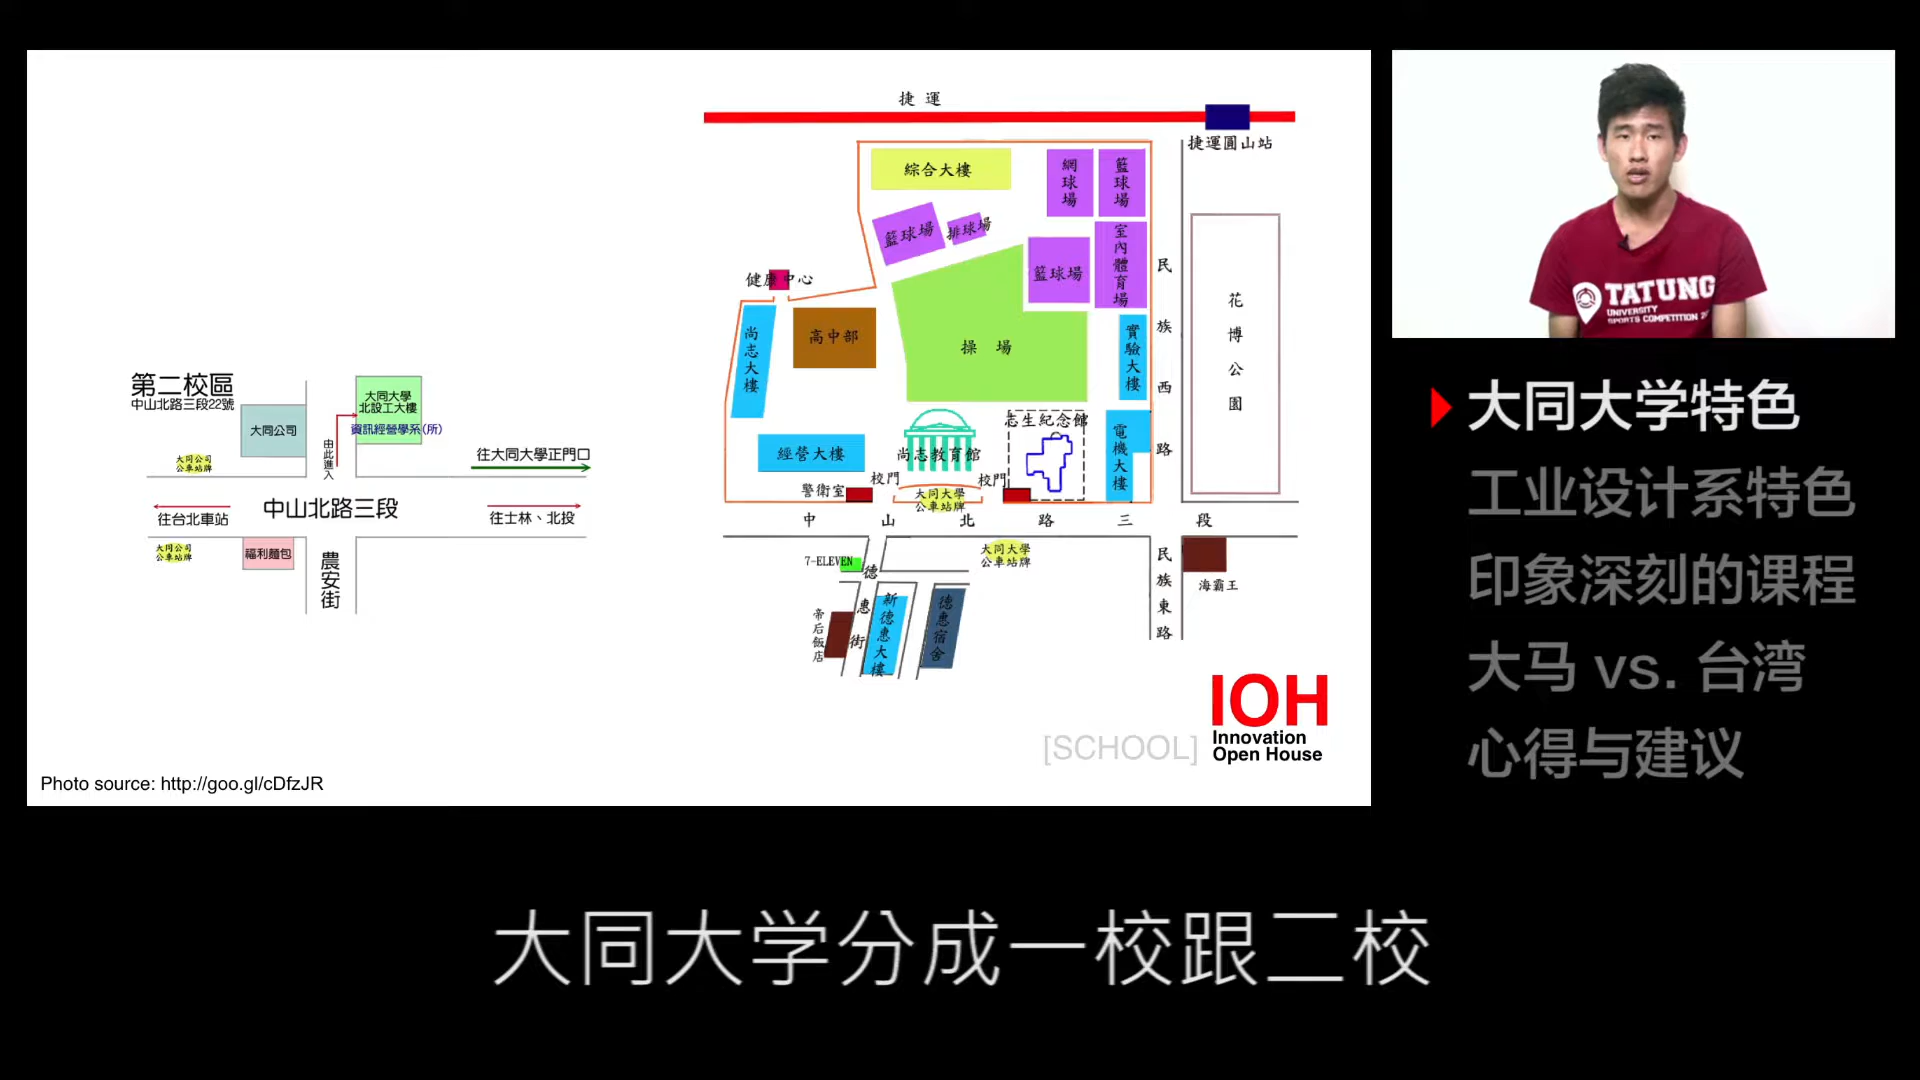 捷 運
捷運圓山站
綜合大樓
網球場
籃球場
籃球場
排球場
室內體育場
籃球場
健康中心
尚志大樓
高中部
操 場
實驗大樓
民族西路
花博公園
志生紀念館
電機大樓
經營大樓
尚志教育館
校門
校門
警衛室
大同大學
公車站牌
中 山 北 路 三 段
7-ELEVEN
德惠街
大同大學
公車站牌
民族東路
海霸王
帝后飯店
新德惠大樓
德惠宿舍
第二校區
中山北路三段22號
大同公司
大同大學
北設工大樓
資訊經營學系(所)
由此進入
大同公司
公車站牌
往大同大學正門口
中山北路三段
往台北車站
往士林、北投
大同公司
公車站牌
福利麵包
農安街
[SCHOOL]
IOH
Innovation
Open House
Photo source: http://goo.gl/cDfzJR
TATUNG
UNIVERSITY
大同大学特色
工业设计系特色
印象深刻的课程
大马 vs. 台湾
心得与建议
大同大学分成一校跟二校